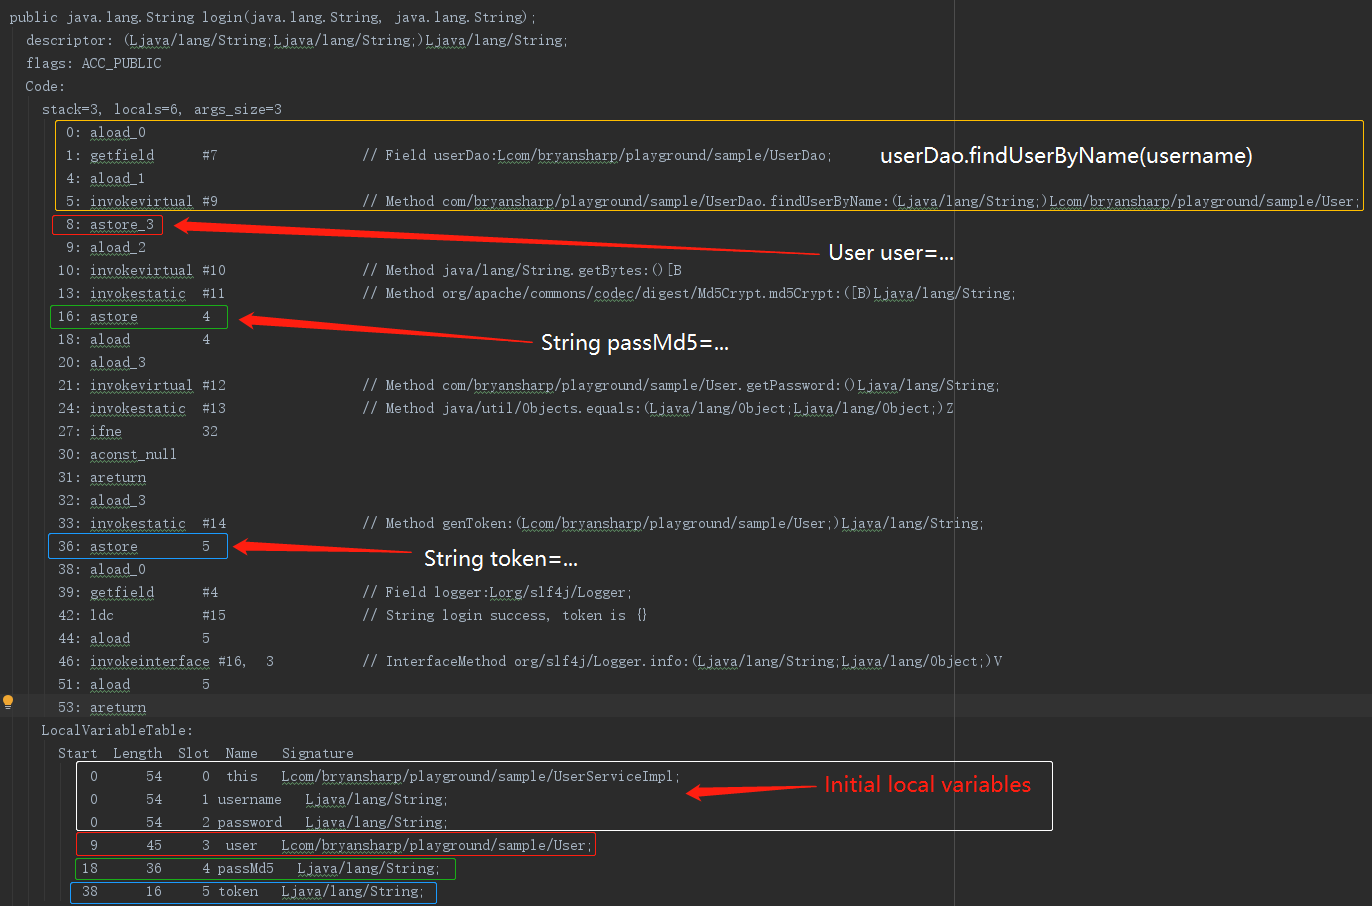 public java.lang.String login(java.lang.String, java.lang.String);
descriptor: (Ljava/lang/String;Ljava/lang/String;)Ljava/lang/String;
flags: ACC_PUBLIC
Code:
stack=3, locals=6, args_size=3
0: aload_0
1: getfield #7 // Field userDao:Lcom/bryansharp/playground/sample/UserDao; userDao.findUserByName(username)
4: aload_1
5: invokevirtual #9 // Method com/bryansharp/playground/sample/UserDao.findUserByName:(Ljava/lang/String;)Lcom/bryansharp/playground/sample/User;
8: astore_3
9: aload_2 User user=...
10: invokevirtual #10 // Method java/lang/String.getBytes:()[B
13: invokestatic #11 // Method org/apache/commons/codec/digest/Md5Crypt.md5Crypt:([B)Ljava/lang/String;
16: astore 4
18: aload 4 String passMd5=...
20: aload_3
21: invokevirtual #12 // Method com/bryansharp/playground/sample/User.getPassword:()Ljava/lang/String;
24: invokestatic #13 // Method java/util/Objects.equals:(Ljava/lang/Object;Ljava/lang/Object;)Z
27: ifne 32
30: aconst_null
31: areturn
32: aload_3
33: invokestatic #14 // Method genToken:(Lcom/bryansharp/playground/sample/User;)Ljava/lang/String;
36: astore 5 String token=...
38: aload_0
39: getfield #4 // Field logger:Lorg/slf4j/Logger;
42: ldc #15 // String login success, token is {}
44: aload 5
46: invokeinterface #16, 3 // InterfaceMethod org/slf4j/Logger.info:(Ljava/lang/String;Ljava/lang/Object;)V
51: aload 5
53: areturn
LocalVariableTable:
Start Length Slot Name Signature
0 54 0 this Lcom/bryansharp/playground/sample/UserServiceImpl; Initial local variables
0 54 1 username Ljava/lang/String;
0 54 2 password Ljava/lang/String;
9 45 3 user Lcom/bryansharp/playground/sample/User;
18 36 4 passMd5 Ljava/lang/String;
38 16 5 token Ljava/lang/String;